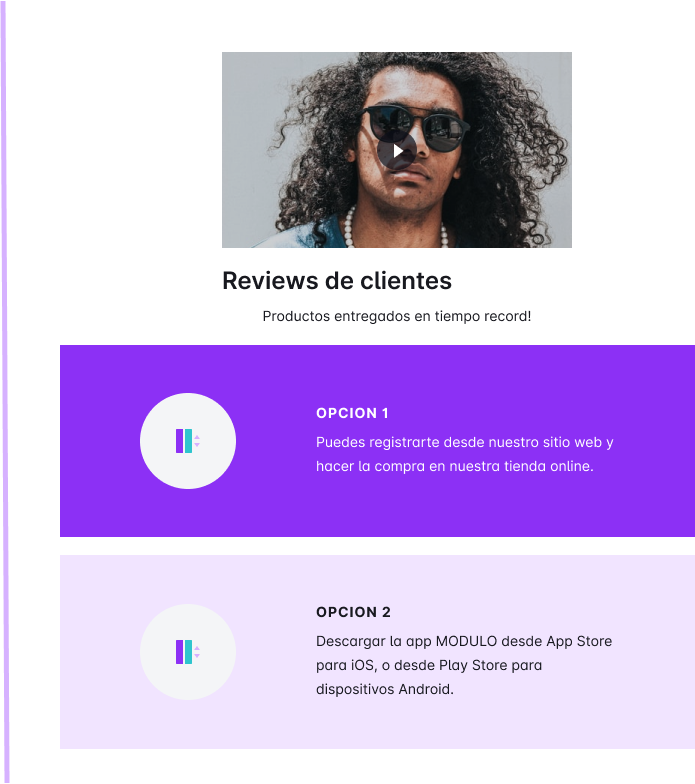 Reviews de clientes
Productos entregados en tiempo record!
OPCION 1
Puedes registrarte desde nuestro sitio web y
hacer la compra en nuestra tienda online.
OPCION 2
Descargar la app MODULO desde App Store
para iOS, o desde Play Store para
dispositivos Android.